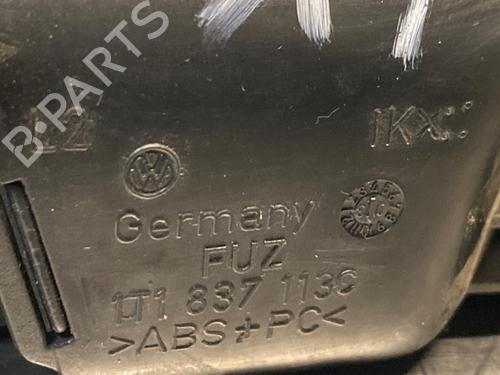 B-PARTS
Germany
FUZ
1T1 837 113C
>ABS+PC<